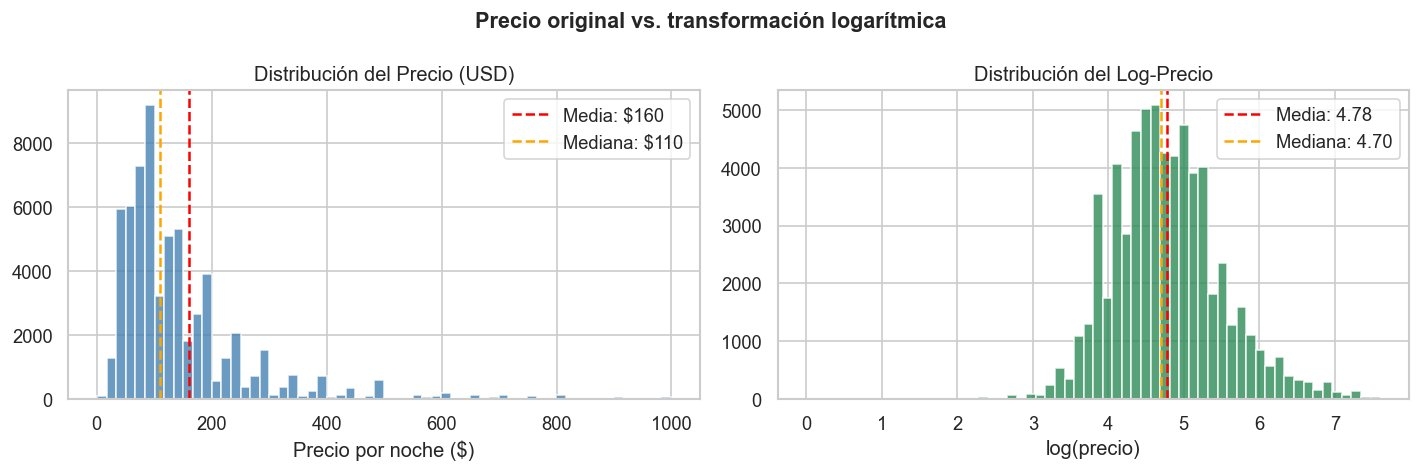 Precio original vs. transformación logarítmica
Distribución del Precio (USD)
Media: $160
Mediana: $110
8000
6000
4000
2000
0
0 200 400 600 800 1000
Precio por noche ($)
Distribución del Log-Precio
Media: 4.78
Mediana: 4.70
5000
4000
3000
2000
1000
0
0 1 2 3 4 5 6 7
log(precio)